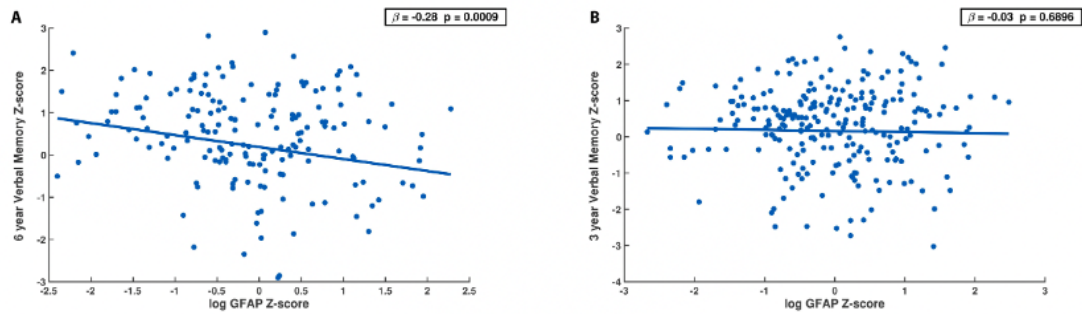 A
β = -0.28 p = 0.0009
6 year Verbal Memory Z-score
3
2
1
0
-1
-2
-3
-2.5 -2 -1.5 -1 -0.5 0 0.5 1 1.5 2 2.5
log GFAP Z-score
B
β = -0.03 p = 0.6896
3 year Verbal Memory Z-score
3
2
1
0
-1
-2
-3
-4
-3 -2 -1 0 1 2 3
log GFAP Z-score